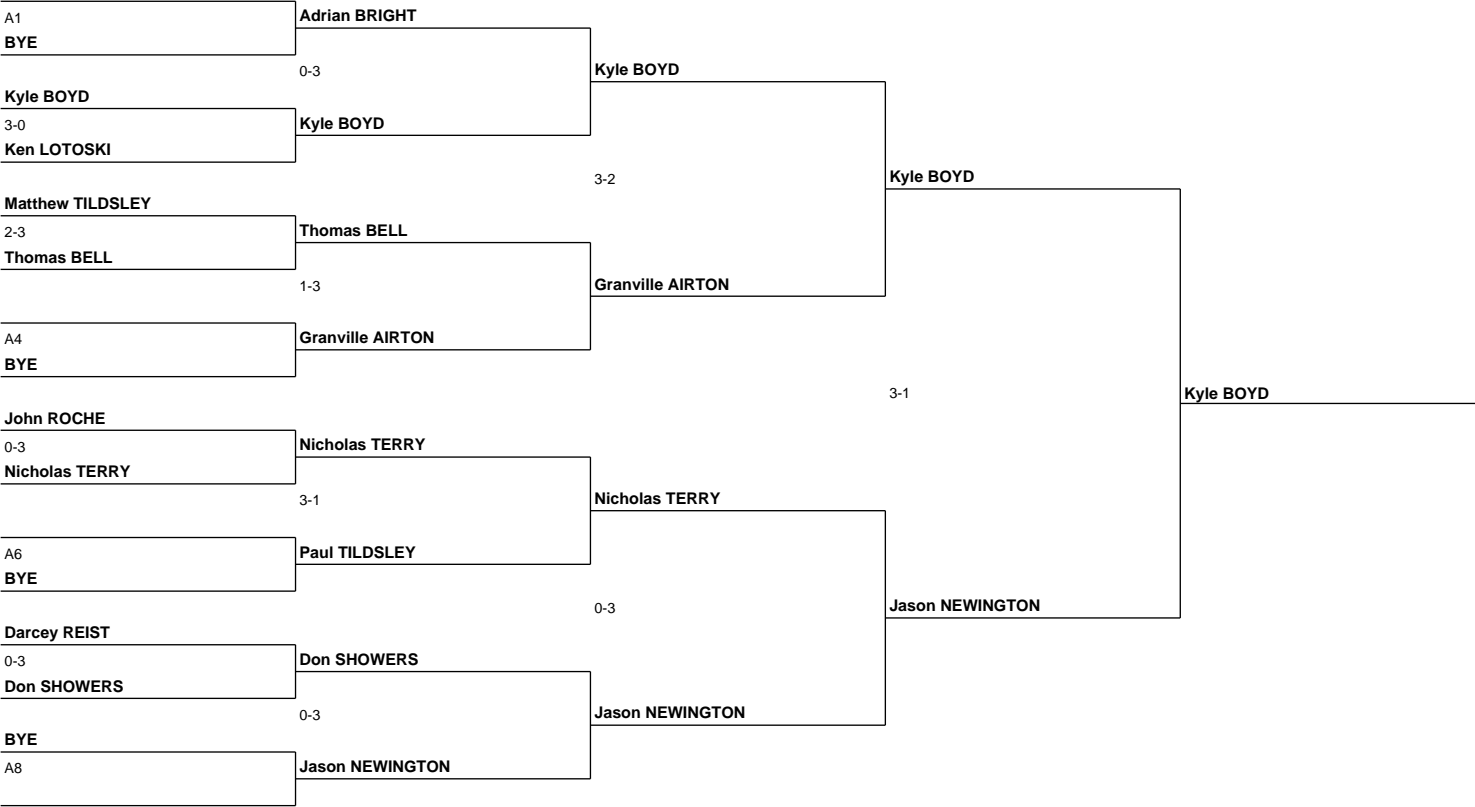 A1
BYE
Adrian BRIGHT
0-3
Kyle BOYD
3-0
Ken LOTOSKI
Kyle BOYD
Kyle BOYD
3-2
Matthew TILDSLEY
2-3
Thomas BELL
Thomas BELL
1-3
A4
BYE
Granville AIRTON
Granville AIRTON
Kyle BOYD
3-1
Kyle BOYD
John ROCHE
0-3
Nicholas TERRY
Nicholas TERRY
3-1
A6
BYE
Paul TILDSLEY
Nicholas TERRY
0-3
Darcey REIST
0-3
Don SHOWERS
Don SHOWERS
0-3
BYE
A8
Jason NEWINGTON
Jason NEWINGTON
Jason NEWINGTON